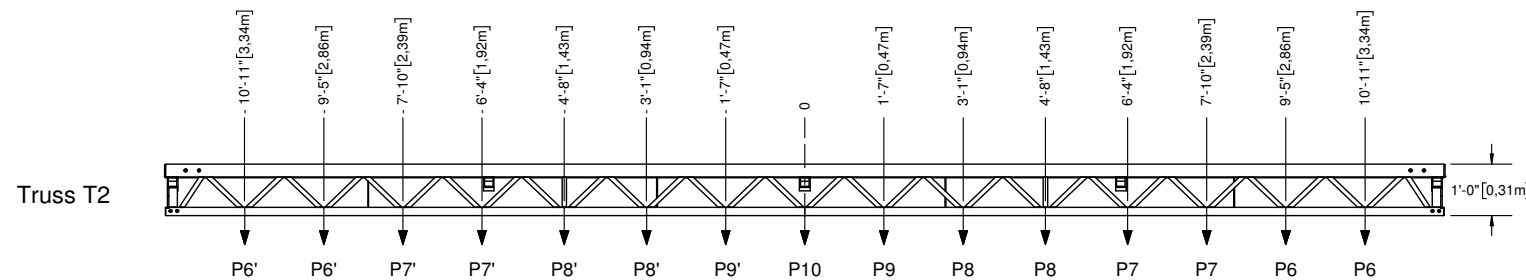 - 10'-11"[3,34m]
- 9'-5"[2,86m]
- 7'-10"[2,39m]
- 6'-4"[1,92m]
- 4'-8"[1,43m]
- 3'-1"[0,94m]
- 1'-7"[0,47m]
0
1'-7"[0,47m]
3'-1"[0,94m]
4'-8"[1,43m]
6'-4"[1,92m]
7'-10"[2,39m]
9'-5"[2,86m]
10'-11"[3,34m]
Truss T2
1'-0"[0,31m]
P6' P6' P7' P7' P8' P8' P9' P10 P9 P8 P8 P7 P7 P6 P6